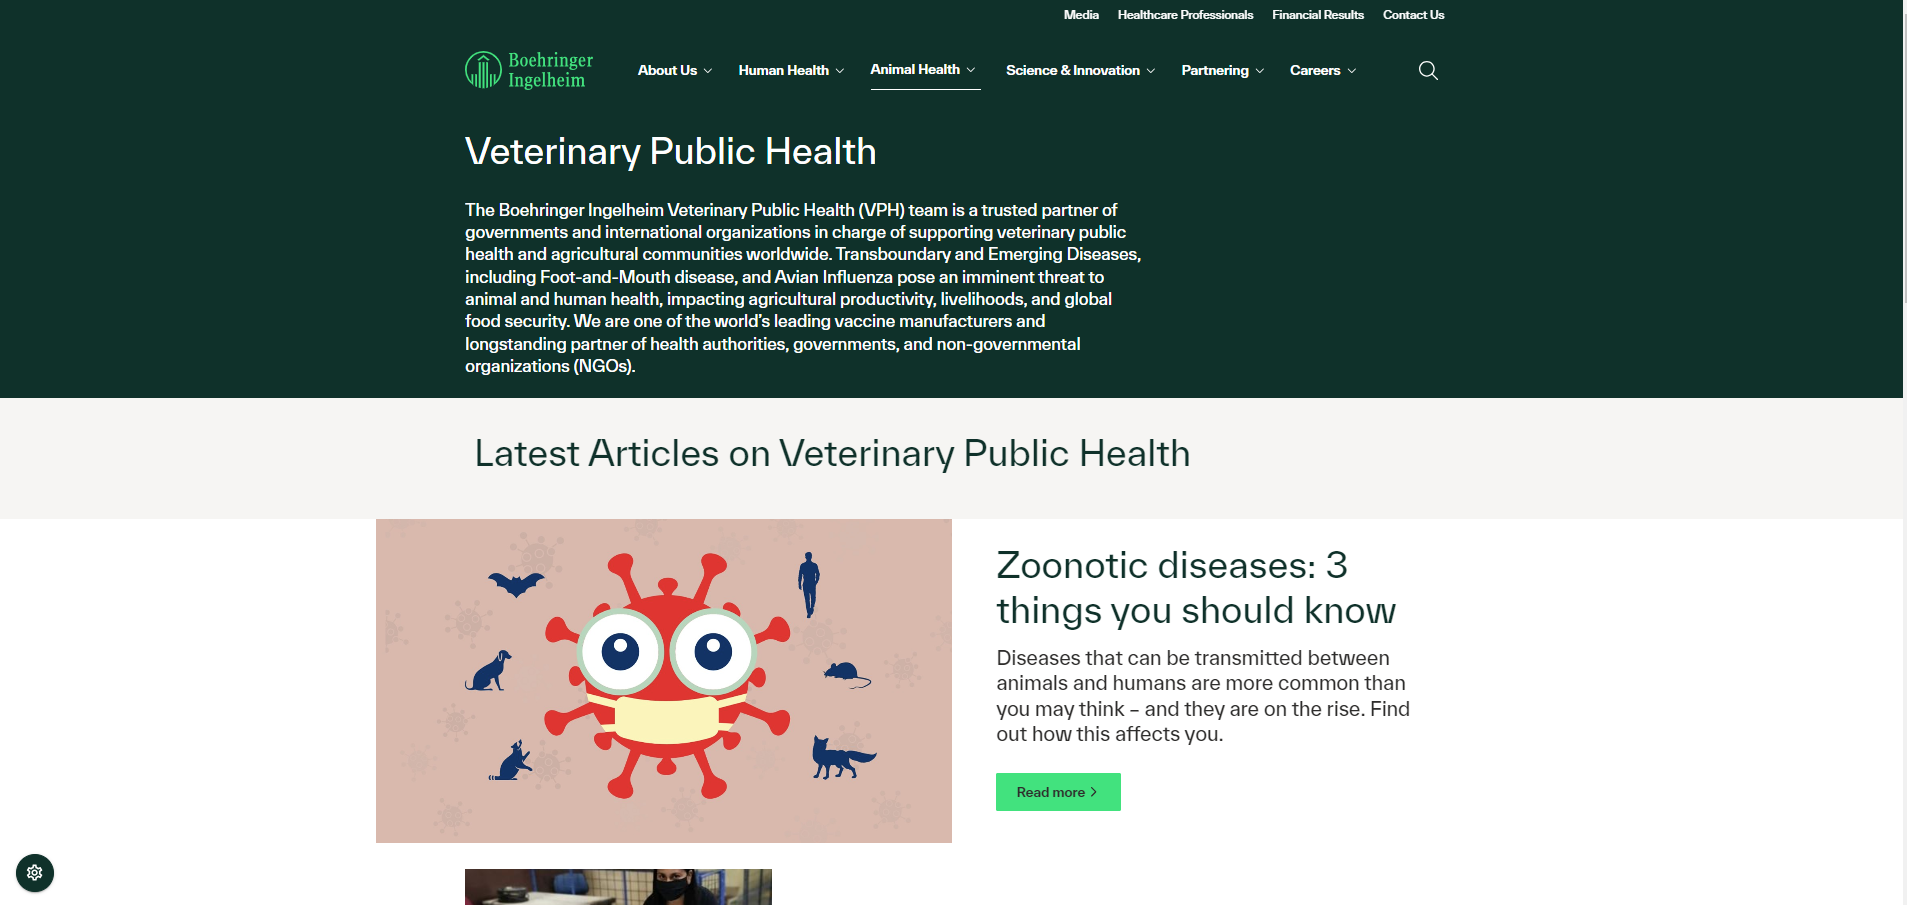 Media Healthcare Professionals Financial Results Contact Us
Boehringer
Ingelheim
About Us Human Health Animal Health Science & Innovation Partnering Careers
Veterinary Public Health
The Boehringer Ingelheim Veterinary Public Health (VPH) team is a trusted partner of
governments and international organizations in charge of supporting veterinary public
health and agricultural communities worldwide. Transboundary and Emerging Diseases,
including Foot-and-Mouth disease, and Avian Influenza pose an imminent threat to
animal and human health, impacting agricultural productivity, livelihoods, and global
food security. We are one of the world’s leading vaccine manufacturers and
longstanding partner of health authorities, governments, and non-governmental
organizations (NGOs).
Latest Articles on Veterinary Public Health
Zoonotic diseases: 3
things you should know
Diseases that can be transmitted between
animals and humans are more common than
you may think – and they are on the rise. Find
out how this affects you.
Read more